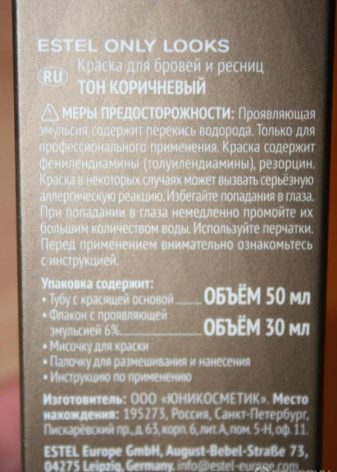 ESTEL ONLY LOOKS
RU Краска для бровей и ресниц
ТОН КОРИЧНЕВЫЙ
МЕРЫ ПРЕДОСТОРОЖНОСТИ: Проявляющая
эмульсия содержит перекись водорода. Только для
профессионального применения. Краска содержит
фенилендиамины (толуилендиамины), резорцин.
Краска в некоторых случаях может вызвать серьёзную
аллергическую реакцию. Избегайте попадания в глаза.
При попадании в глаза немедленно промойте их
большим количеством воды. Используйте перчатки.
Перед применением внимательно ознакомьтесь
с инструкцией.
Упаковка содержит:
• Тубу с красящей основой ........ ОБЪЁМ 50 мл
• Флакон с проявляющей
эмульсией 6% ........ ОБЪЁМ 30 мл
• Мисочку для краски
• Палочку для размешивания и нанесения
• Инструкцию по применению
Изготовитель: ООО «ЮНИКОСМЕТИК». Место
нахождения: 195273, Россия, Санкт-Петербург,
Пискарёвский пр., д.63, корп.6, лит.А, пом. 5-Н, оф.11.
ESTEL Europe GmbH, August-Bebel-Straße 73,
04275 Leipzig, Germany. info@estel-europe.com